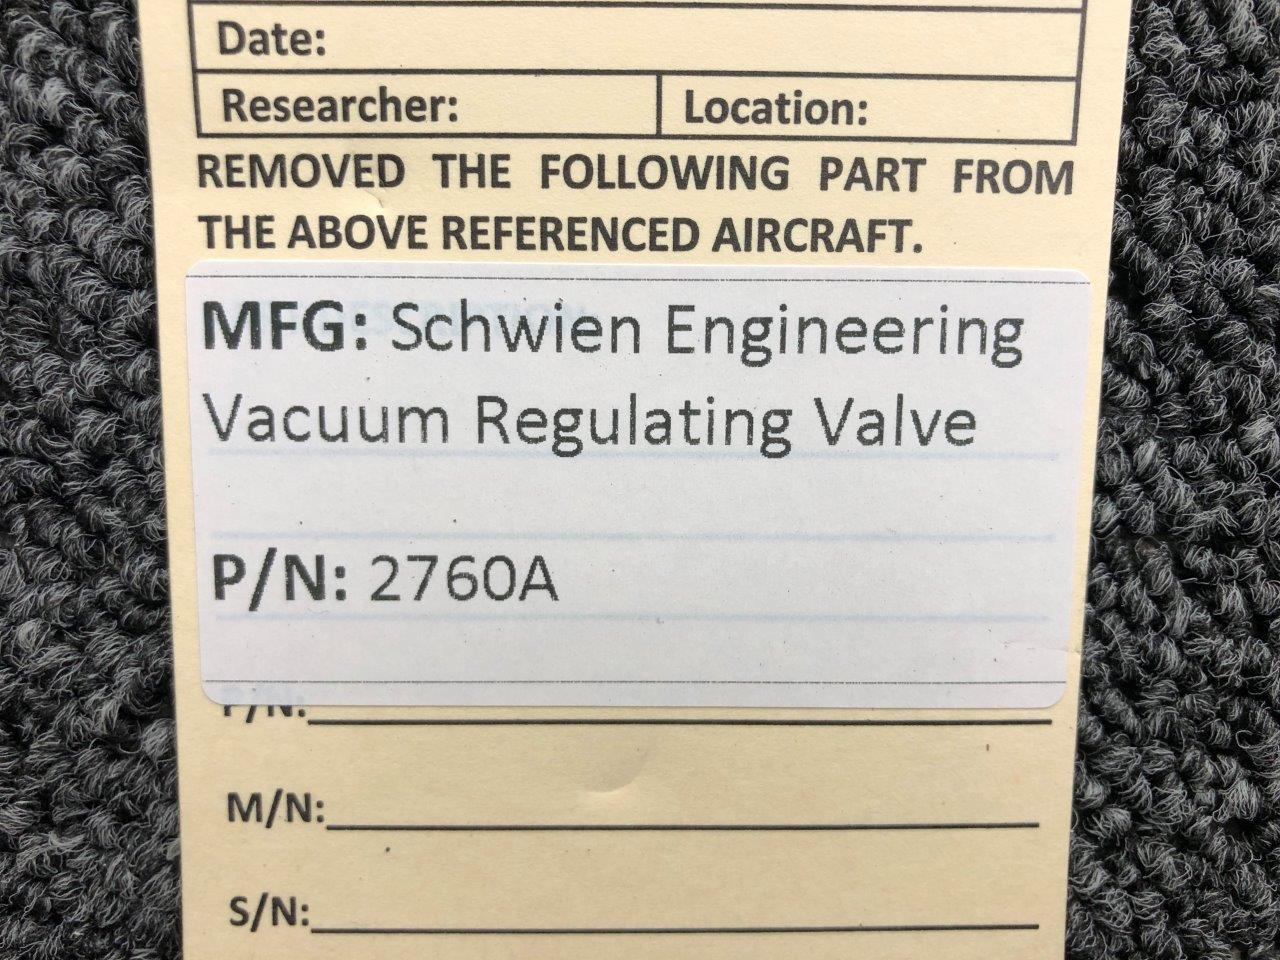 Date:
Researcher: Location:
REMOVED THE FOLLOWING PART FROM
THE ABOVE REFERENCED AIRCRAFT.
MFG: Schwien Engineering
Vacuum Regulating Valve
P/N: 2760A
P/N:
M/N:
S/N: